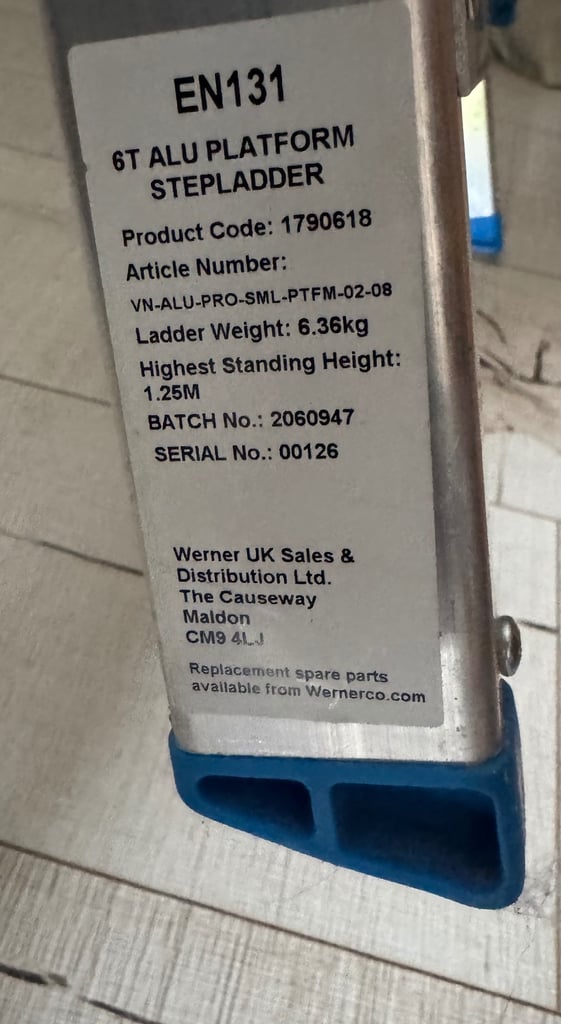 EN131
6T ALU PLATFORM
STEPLADDER
Product Code: 1790618
Article Number:
VN-ALU-PRO-SML-PTFM-02-08
Ladder Weight: 6.36kg
Highest Standing Height:
1.25M
BATCH No.: 2060947
SERIAL No.: 00126
Werner UK Sales &
Distribution Ltd.
The Causeway
Maldon
CM9 4LJ
Replacement spare parts
available from Wernerco.com